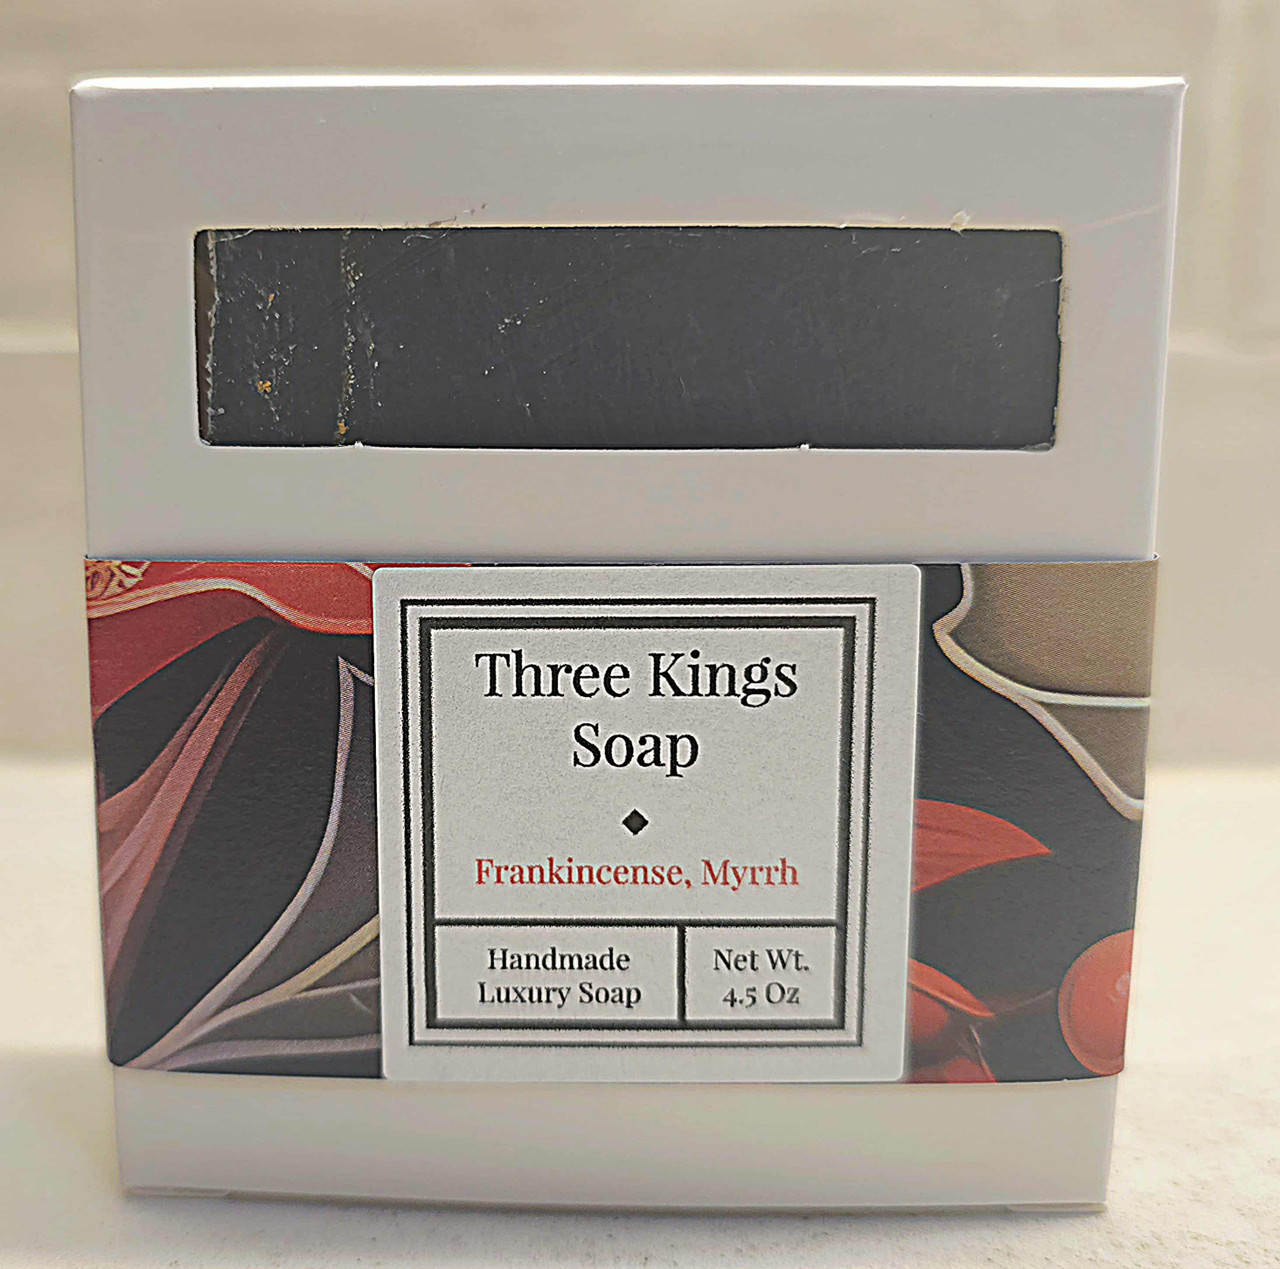 Three Kings
Soap
Frankincense, Myrrh
Handmade
Luxury Soap
Net Wt.
4.5 Oz